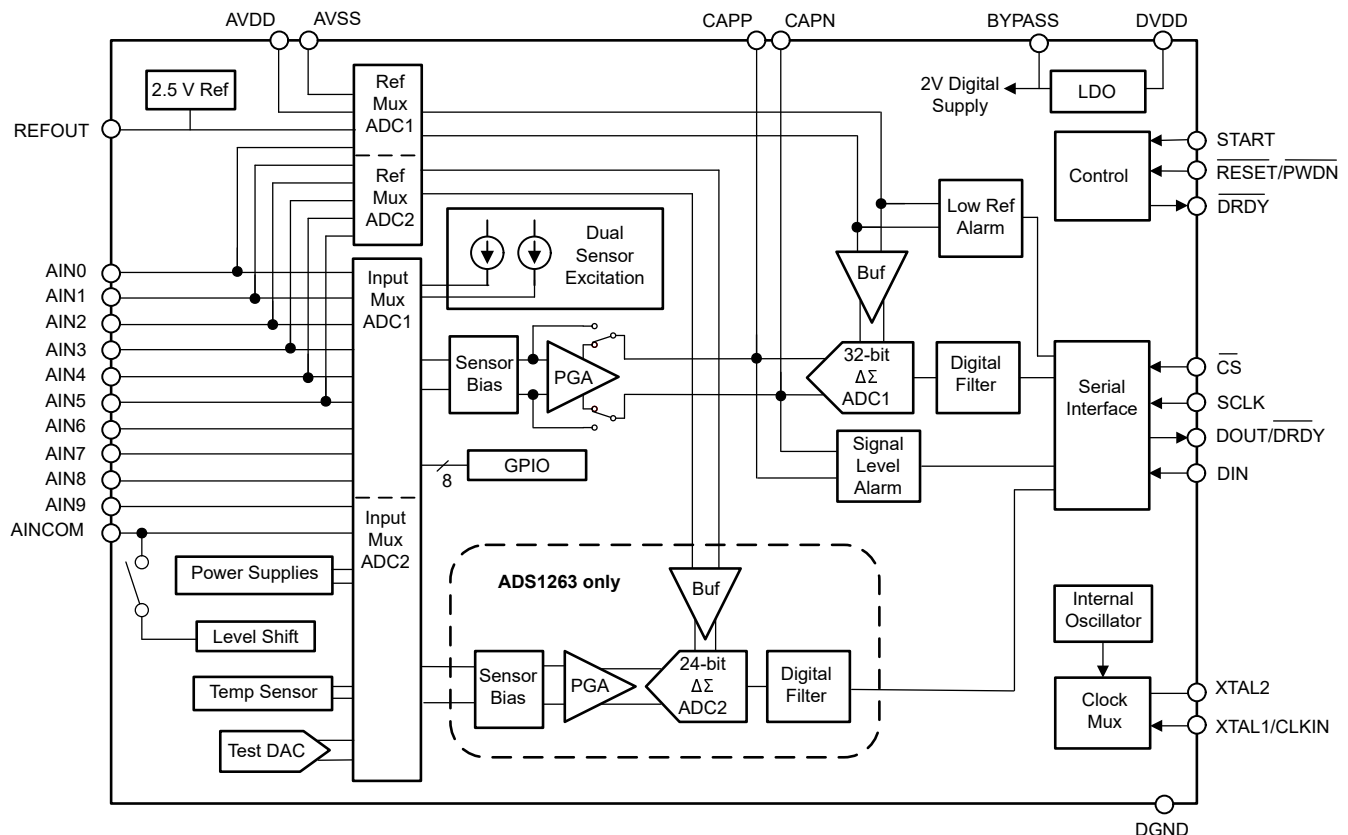 AVDD
AVSS
CAPP
CAPN
BYPASS
DVDD
2.5 V Ref
Ref
Mux
ADC1
2V Digital
Supply
LDO
REFOUT
START
RESET/PWDN
DRDY
Control
Ref
Mux
ADC2
Low Ref
Alarm
Dual
Sensor
Excitation
AIN0
AIN1
AIN2
AIN3
AIN4
AIN5
AIN6
AIN7
AIN8
AIN9
AINCOM
Input
Mux
ADC1
Buf
Sensor
Bias
PGA
32-bit
ΔΣ
ADC1
Digital
Filter
Serial
Interface
CS
SCLK
DOUT/DRDY
DIN
Signal
Level
Alarm
GPIO
8
Input
Mux
ADC2
Power Supplies
Level Shift
Temp Sensor
Test DAC
ADS1263 only
Buf
Sensor
Bias
PGA
24-bit
ΔΣ
ADC2
Digital
Filter
Internal
Oscillator
Clock
Mux
XTAL2
XTAL1/CLKIN
DGND